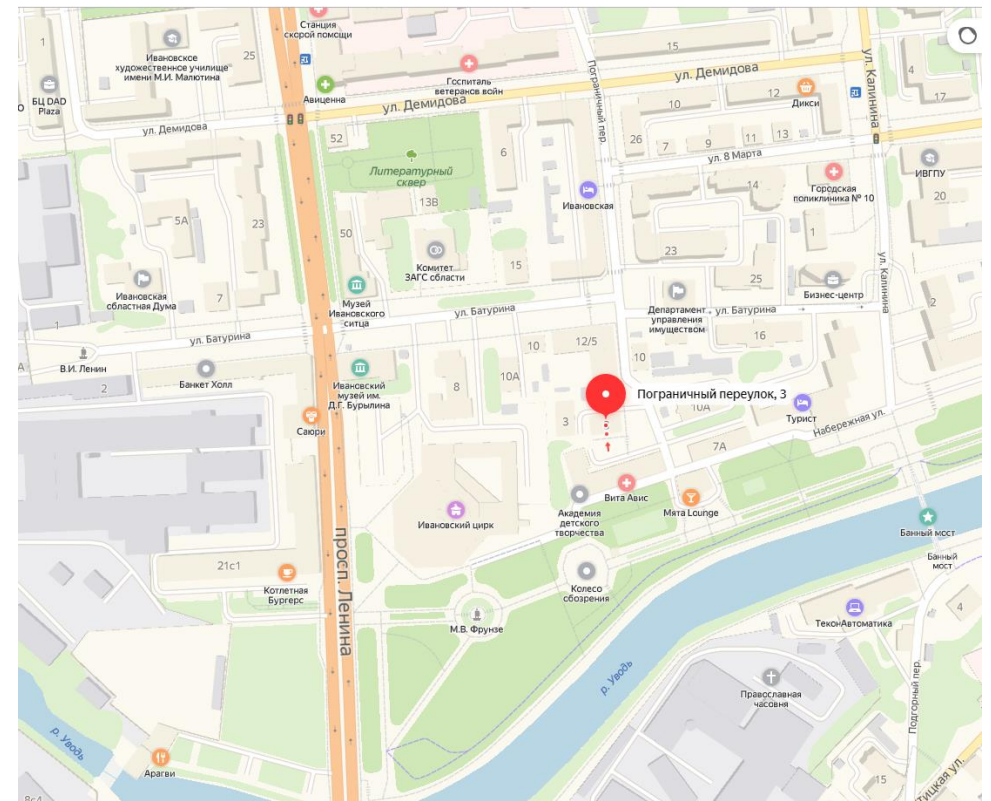 Станция
скорой помощи
1
Ивановское
художественное училище
имени М.И. Малютина
25
15
ул. Калинина
4
БЦ DAD
Plaza
Авиценна
Госпиталь
ветеранов войн
Пограничный пер.
ул. Демидова
12
Дикси
17
ул. Демидова
10
ул. Демидова
52
26
7
9
11
13
ул. 8 Марта
Литературный
сквер
6
14
Городская
поликлиника № 10
ИВГПУ
20
13В
Ивановская
5А
23
50
Комитет
ЗАГС области
15
23
1
ул. Калинина
25
Ивановская
областная Дума
7
Музей
Ивановского
ситца
Департамент
управления
имуществом
Бизнес-центр
2
1
ул. Батурина
ул. Батурина
ул. Батурина
16
В.И. Ленин
2
Банкет Холл
Ивановский
музей им.
Д.Г. Бурылина
8
10
10А
12/5
10
Пограничный переулок, 3
10А
Турист
Набережная ул.
3
Саюри
7А
Вита Авис
Мята Lounge
Академия
детского
творчества
Ивановский цирк
Банный мост
Банный
мост
просп. Ленина
21с1
Котлетная
Бургерс
Колесо
обозрения
М.В. Фрунзе
ТеконАвтоматика
4
р. Уводь
Православная
часовня
Подгорный пер.
р. Уводь
Арагви
15
8с4